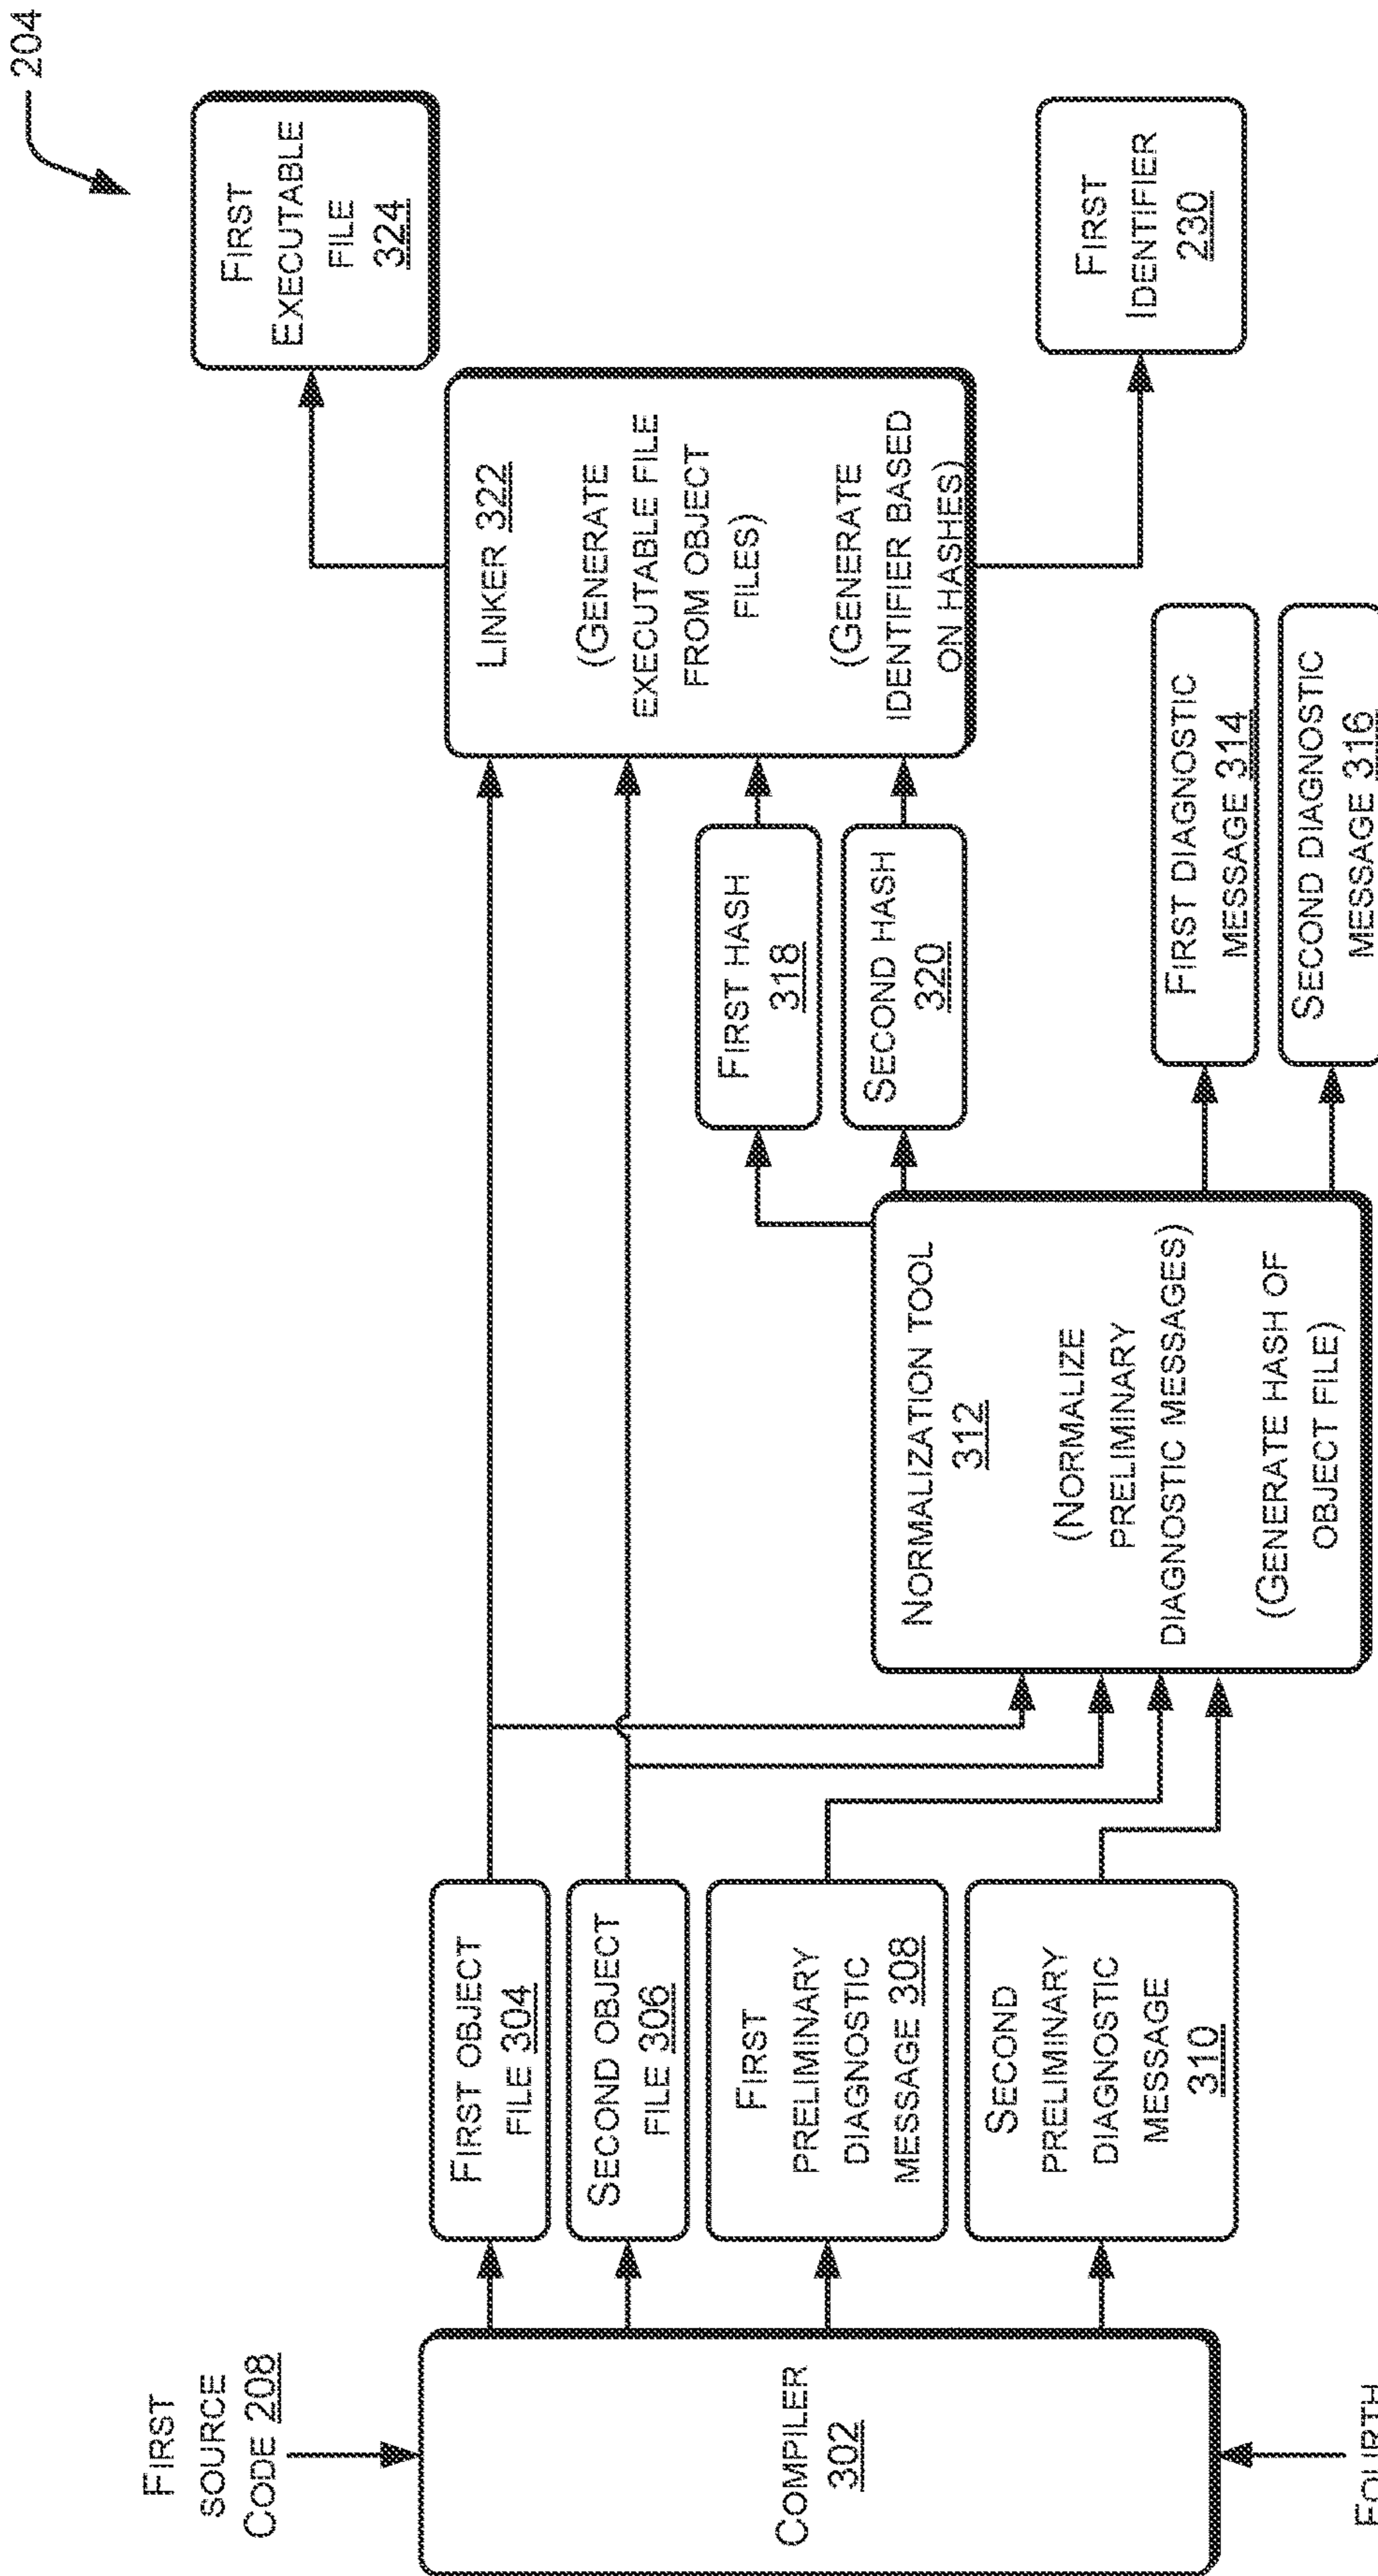 204
FIRST
SOURCE
CODE 208
COMPILER
302
FOURTH
FIRST OBJECT
FILE 304
SECOND OBJECT
FILE 306
FIRST
PRELIMINARY
DIAGNOSTIC
MESSAGE 308
SECOND
PRELIMINARY
DIAGNOSTIC
MESSAGE
310
NORMALIZATION TOOL
312
(NORMALIZE
PRELIMINARY
DIAGNOSTIC MESSAGES)
(GENERATE HASH OF
OBJECT FILE)
FIRST HASH
318
SECOND HASH
320
FIRST DIAGNOSTIC
MESSAGE 314
SECOND DIAGNOSTIC
MESSAGE 316
LINKER 322
(GENERATE
EXECUTABLE FILE
FROM OBJECT
FILES)
(GENERATE
IDENTIFIER BASED
ON HASHES)
FIRST
EXECUTABLE
FILE
324
FIRST
IDENTIFIER
230